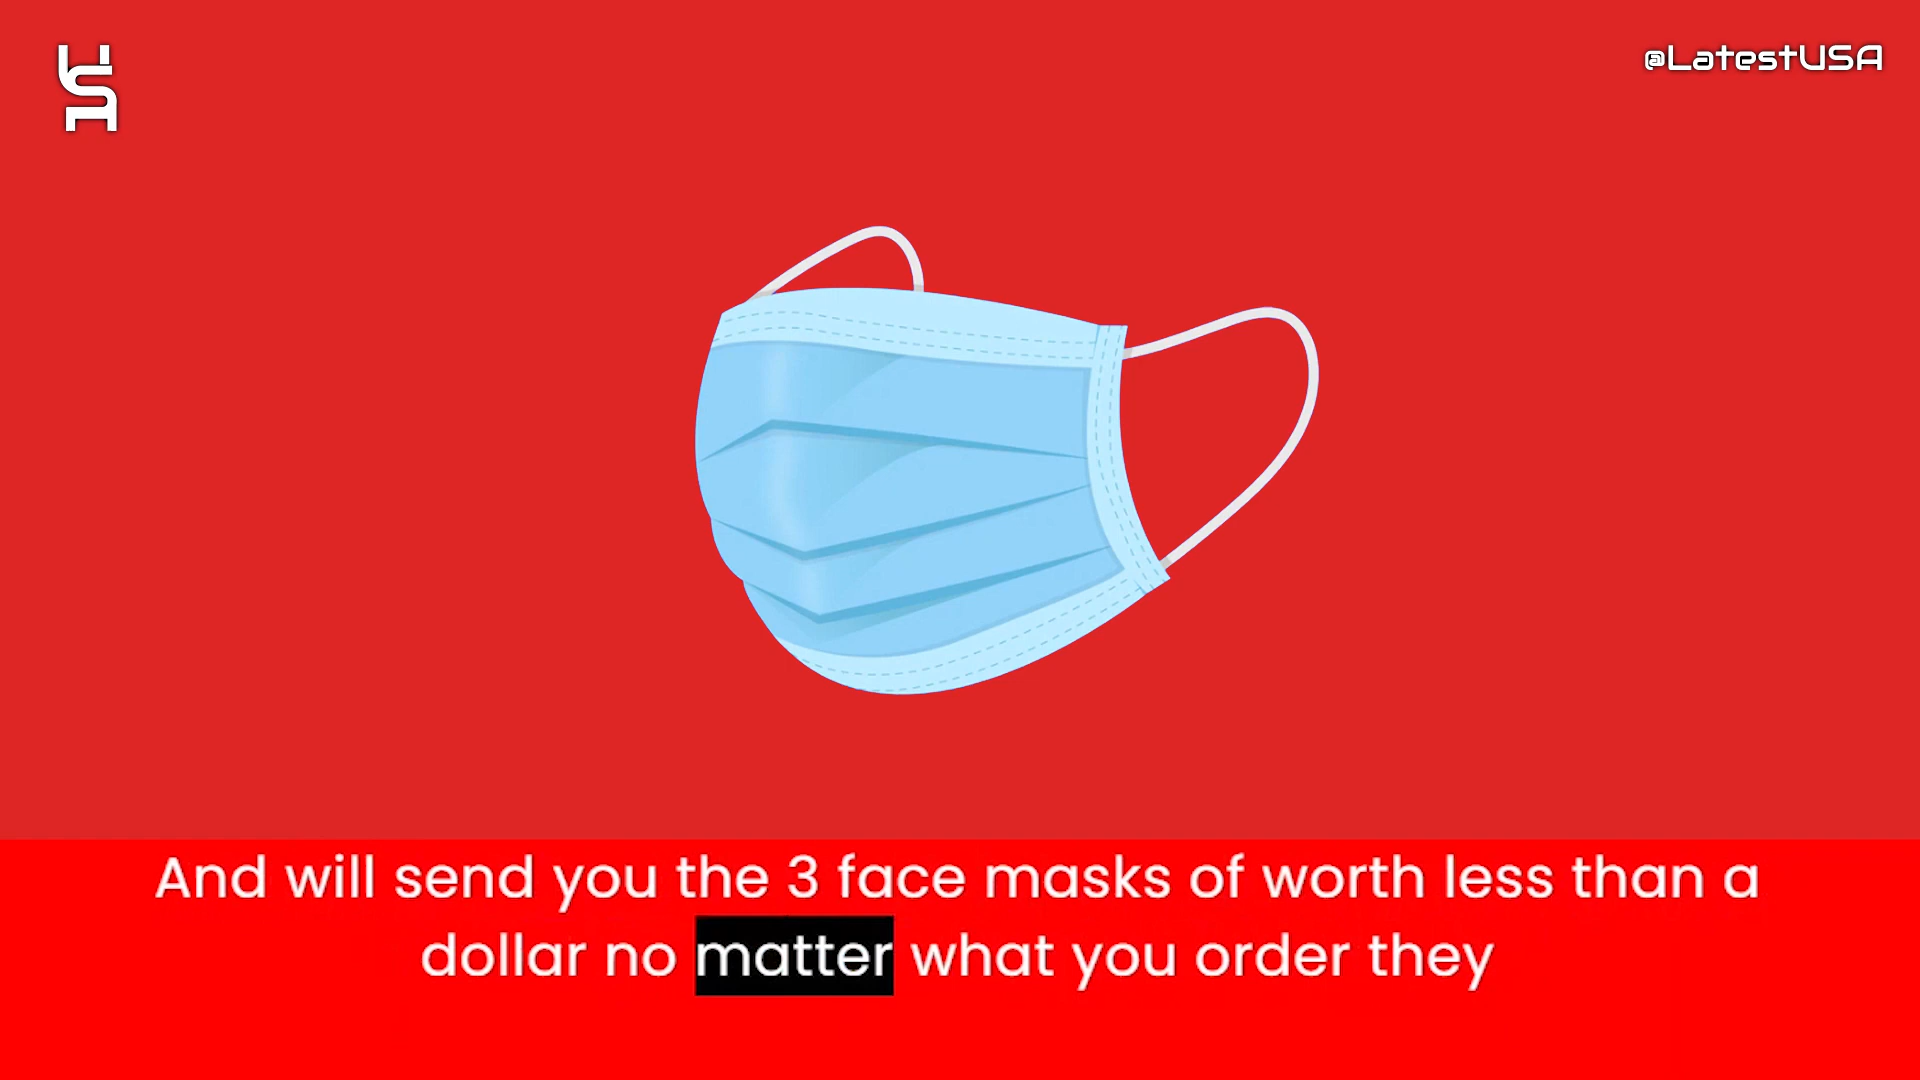 USA
@LatestUSA
And will send you the 3 face masks of worth less than a
dollar no matter what you order they